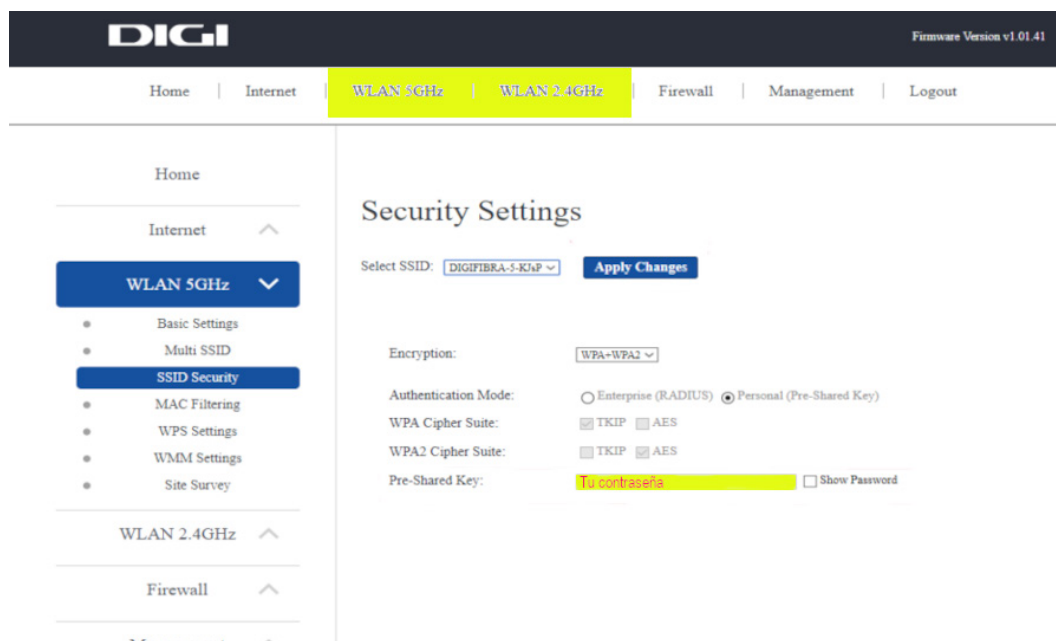 DIGI
Firmware Version v1.01.41
Home | Internet | WLAN 5GHz | WLAN 2.4GHz | Firewall | Management | Logout
Home
Internet
WLAN 5GHz
Basic Settings
Multi SSID
SSID Security
MAC Filtering
WPS Settings
WMM Settings
Site Survey
WLAN 2.4GHz
Firewall
Security Settings
Select SSID: DIGIFIBRA-5-KJsP Apply Changes
Encryption: WPA+WPA2
Authentication Mode: Enterprise (RADIUS) Personal (Pre-Shared Key)
WPA Cipher Suite: TKIP AES
WPA2 Cipher Suite: TKIP AES
Pre-Shared Key: Tu contraseña Show Password